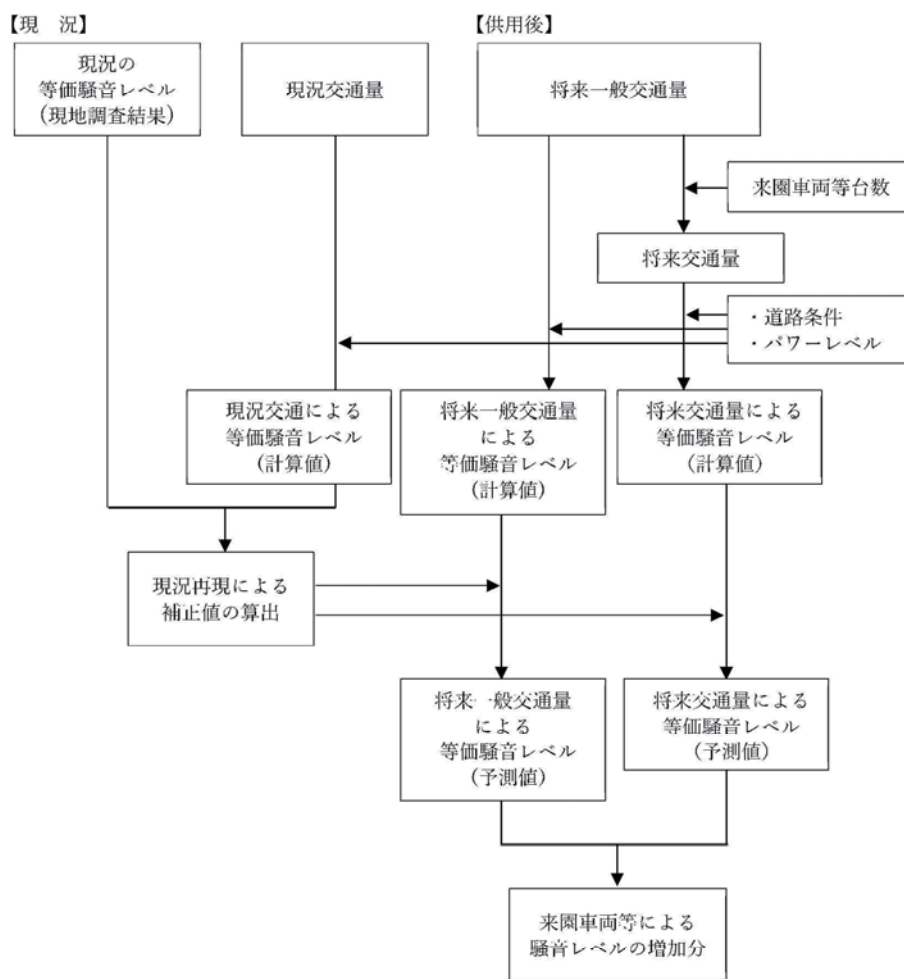 【現　況】
【供用後】
現況の
等価騒音レベル
(現地調査結果)
現況交通量
将来一般交通量
来園車両等台数
将来交通量
・道路条件
・パワーレベル
現況交通による
等価騒音レベル
(計算値)
将来一般交通量
による
等価騒音レベル
(計算値)
将来交通量による
等価騒音レベル
(計算値)
現況再現による
補正値の算出
将来一般交通量
による
等価騒音レベル
(予測値)
将来交通量による
等価騒音レベル
(予測値)
来園車両等による
騒音レベルの増加分